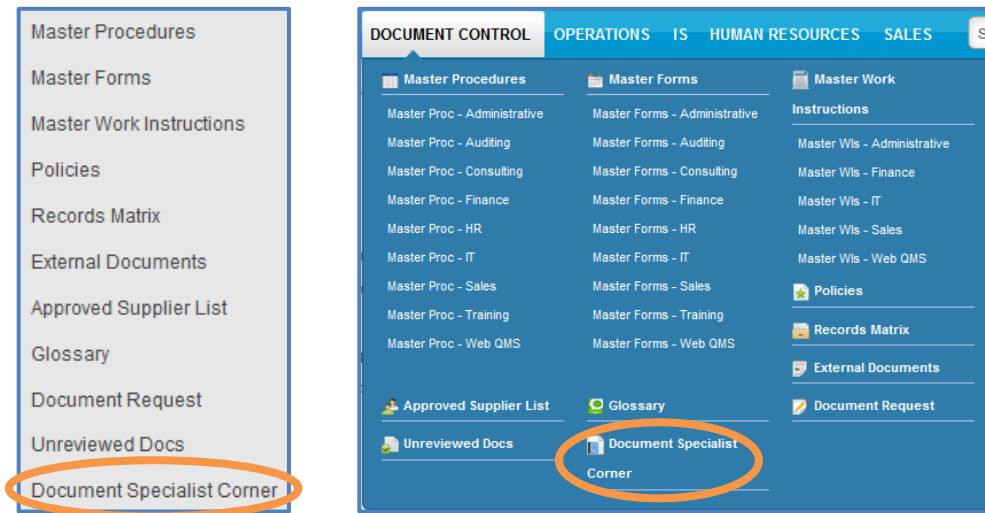 Master Procedures
Master Forms
Master Work Instructions
Policies
Records Matrix
External Documents
Approved Supplier List
Glossary
Document Request
Unreviewed Docs
Document Specialist Corner
DOCUMENT CONTROL OPERATIONS IS HUMAN RESOURCES SALES S
Master Procedures
Master Proc - Administrative
Master Proc - Auditing
Master Proc - Consulting
Master Proc - Finance
Master Proc - HR
Master Proc - IT
Master Proc - Sales
Master Proc - Training
Master Proc - Web QMS
Master Forms
Master Forms - Administrative
Master Forms - Auditing
Master Forms - Consulting
Master Forms - Finance
Master Forms - HR
Master Forms - IT
Master Forms - Sales
Master Forms - Training
Master Forms - Web QMS
Master Work
Instructions
Master WIs - Administrative
Master WIs - Finance
Master WIs - IT
Master WIs - Sales
Master WIs - Web QMS
Policies
Records Matrix
External Documents
Approved Supplier List
Glossary
Document Request
Unreviewed Docs
Document Specialist
Corner